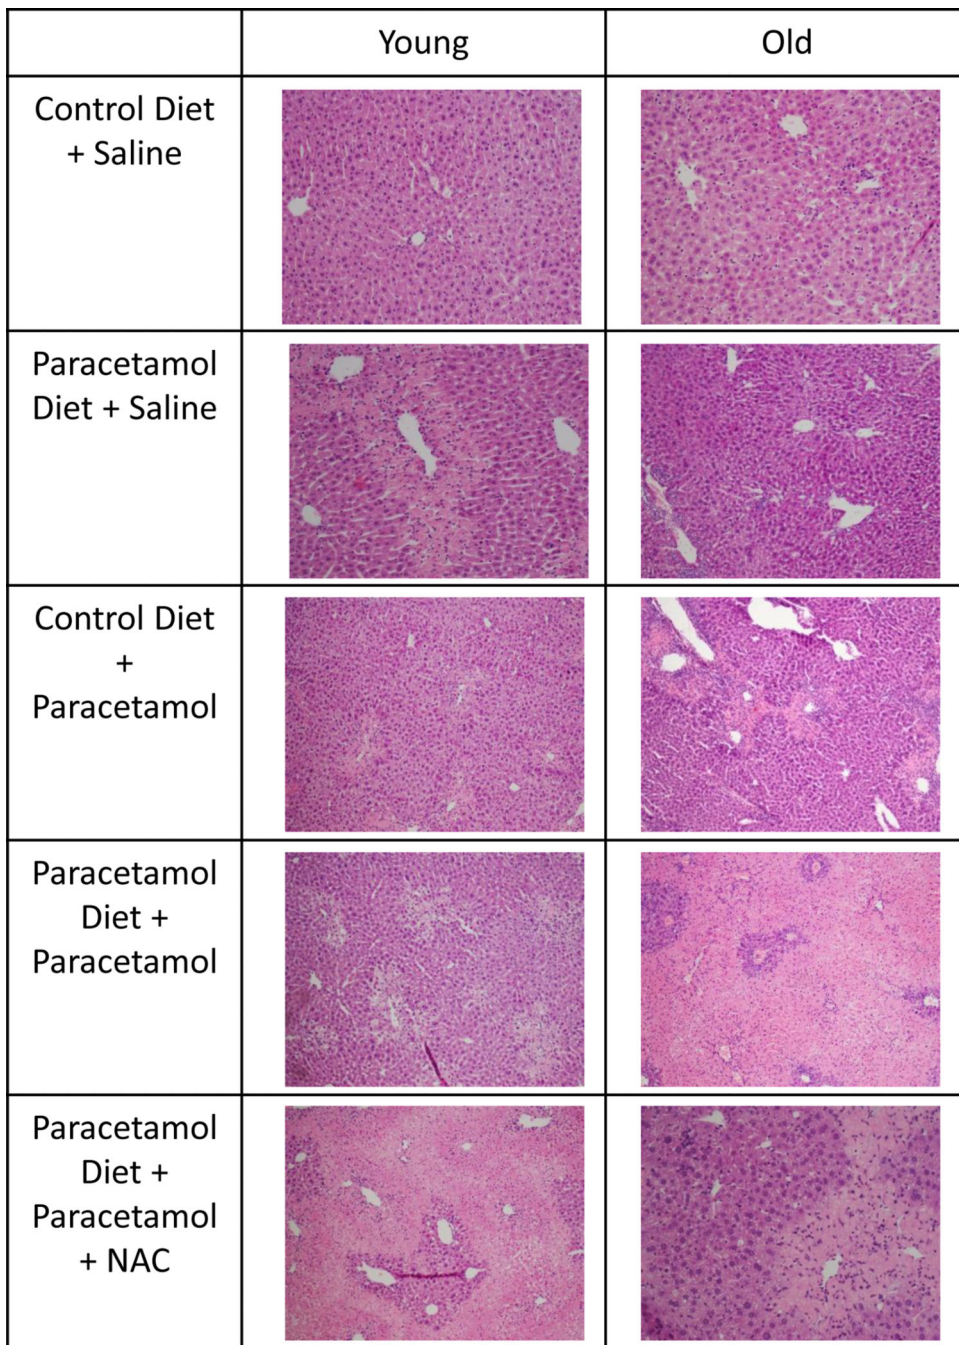 Young
Old
Control Diet
+ Saline
Paracetamol
Diet + Saline
Control Diet
+
Paracetamol
Paracetamol
Diet +
Paracetamol
Paracetamol
Diet +
Paracetamol
+ NAC